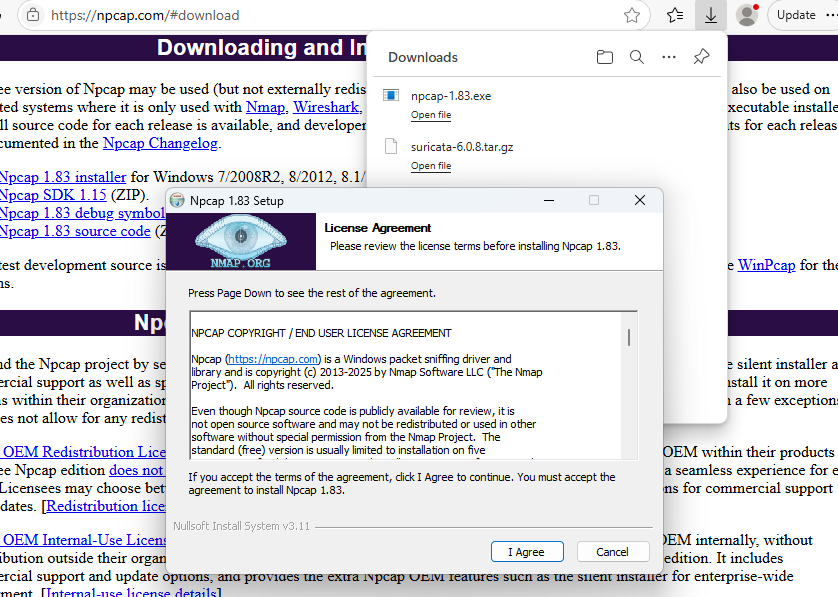 https://npcap.com/#download
Update
Downloading and In
Downloads
ee version of Npcap may be used (but not externally redis
also be used on
ted systems where it is only used with Nmap, Wireshark,
xecutable installe
ll source code for each release is available, and developer
ts for each releas
cumented in the Npcap Changelog.
npcap-1.83.exe
Open file
suricata-6.0.8.tar.gz
Open file
Npcap 1.83 installer for Windows 7/2008R2, 8/2012, 8.1/
Npcap SDK 1.15 (ZIP).
Npcap 1.83 debug symbol
Npcap 1.83 source code (Z
test development source is
e WinPcap for the
ns.
Npcap 1.83 Setup
NMAP.ORG
License Agreement
Please review the license terms before installing Npcap 1.83.
Press Page Down to see the rest of the agreement.
NPCAP COPYRIGHT / END USER LICENSE AGREEMENT
Npcap (https://npcap.com) is a Windows packet sniffing driver and
library and is copyright (c) 2013-2025 by Nmap Software LLC ("The Nmap
Project").  All rights reserved.
Even though Npcap source code is publicly available for review, it is
not open source software and may not be redistributed or used in other
software without special permission from the Nmap Project.  The
standard (free) version is usually limited to installation on five
If you accept the terms of the agreement, click I Agree to continue. You must accept the
agreement to install Npcap 1.83.
Nullsoft Install System v3.11
I Agree
Cancel
Np
nd the Npcap project by se
e silent installer a
ercial support as well as sp
nstall it on more
s within their organization
n a few exceptions
es not allow for any redist
OEM Redistribution Lice
OEM within their products
ee Npcap edition does not
a seamless experience for e
Licensees may choose bet
ns for commercial support
dates. [Redistribution lice
OEM Internal-Use Licens
OEM internally, without
ibution outside their organ
edition. It includes
ercial support and update options, and provides the extra Npcap OEM features such as the silent installer for enterprise-wide
ment. [Internal-use license details]